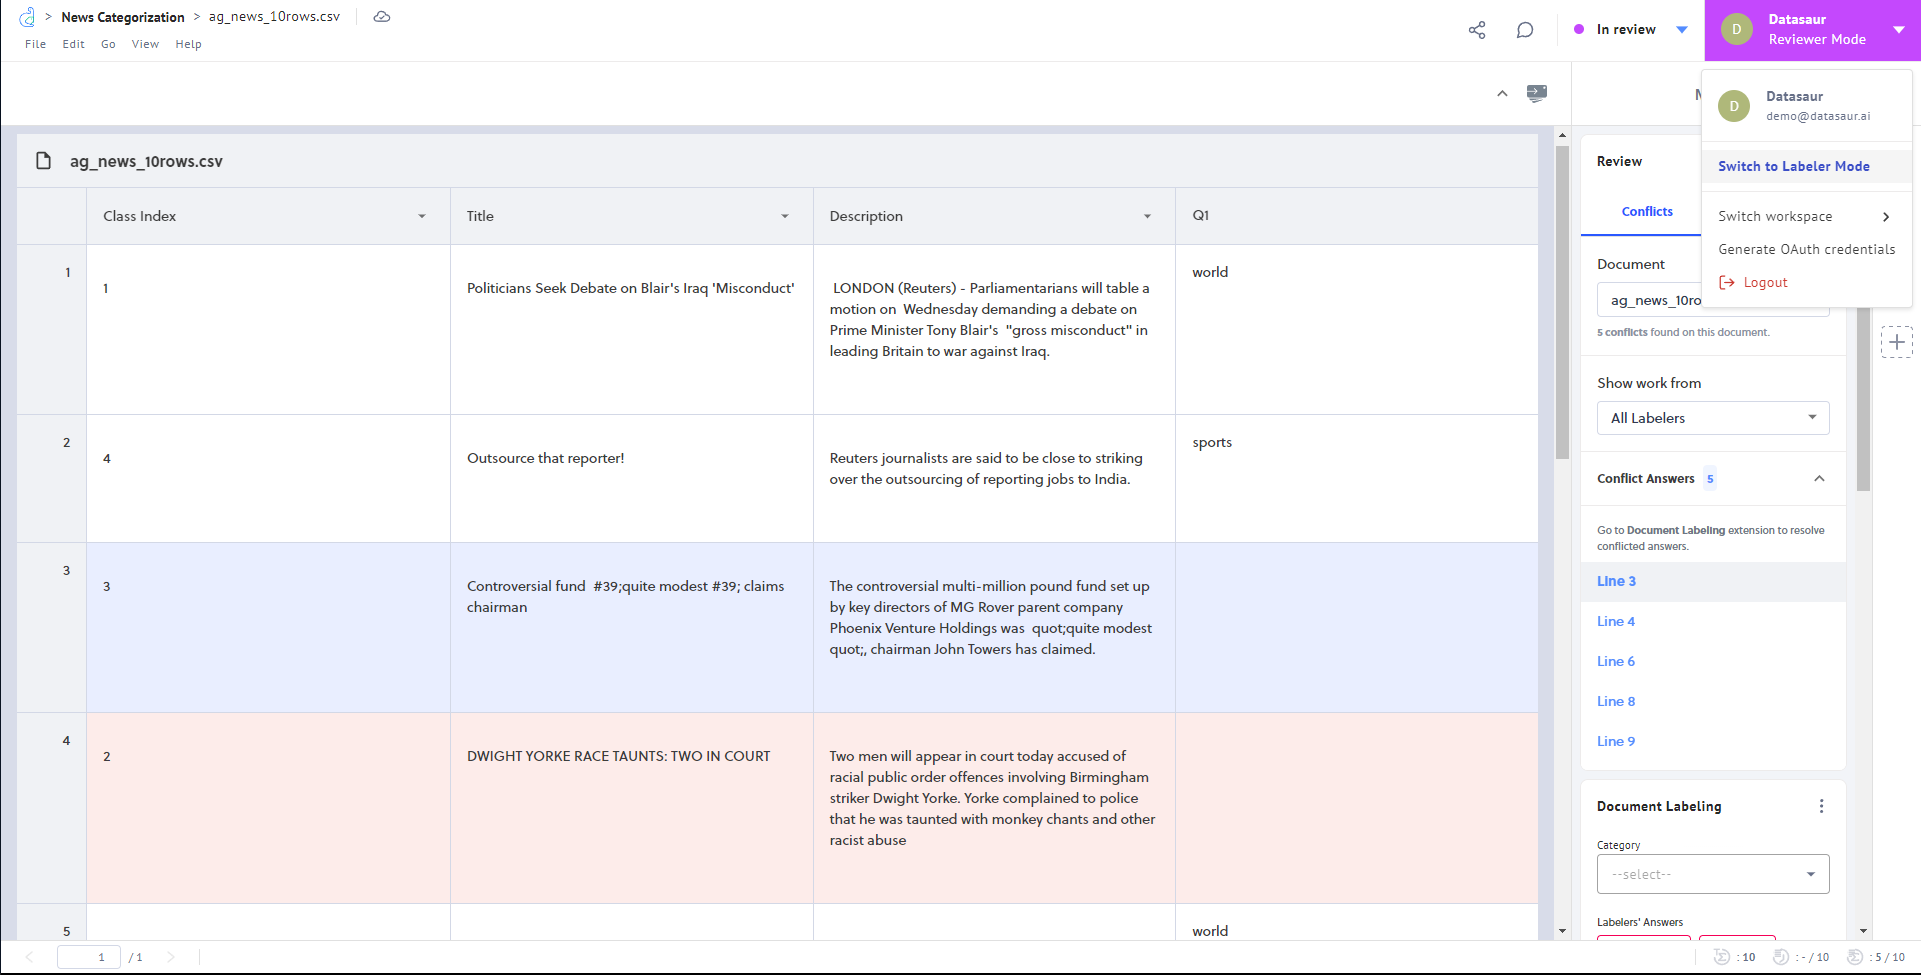 > News Categorization > ag_news_10rows.csv
File Edit Go View Help
In review
D
Datasaur
Reviewer Mode
D
Datasaur
demo@datasaur.ai
Switch to Labeler Mode
Switch workspace
Generate OAuth credentials
Logout
ag_news_10rows.csv
Class Index Title Description Q1
1
1
Politicians Seek Debate on Blair's Iraq 'Misconduct'
LONDON (Reuters) - Parliamentarians will table a
motion on Wednesday demanding a debate on
Prime Minister Tony Blair's "gross misconduct" in
leading Britain to war against Iraq.
world
2
4
Outsource that reporter!
Reuters journalists are said to be close to striking
over the outsourcing of reporting jobs to India.
sports
3
3
Controversial fund #39;quite modest #39; claims
chairman
The controversial multi-million pound fund set up
by key directors of MG Rover parent company
Phoenix Venture Holdings was quot;quite modest
quot;, chairman John Towers has claimed.
4
2
DWIGHT YORKE RACE TAUNTS: TWO IN COURT
Two men will appear in court today accused of
racial public order offences involving Birmingham
striker Dwight Yorke. Yorke complained to police
that he was taunted with monkey chants and other
racist abuse
5
world
Review
Conflicts
Document
ag_news_10ro
5 conflicts found on this document.
Show work from
All Labelers
Conflict Answers 5
Go to Document Labeling extension to resolve
conflicted answers.
Line 3
Line 4
Line 6
Line 8
Line 9
Document Labeling
Category
--select--
Labelers' Answers
1 / 1
: 10
: - / 10
: 5 / 10